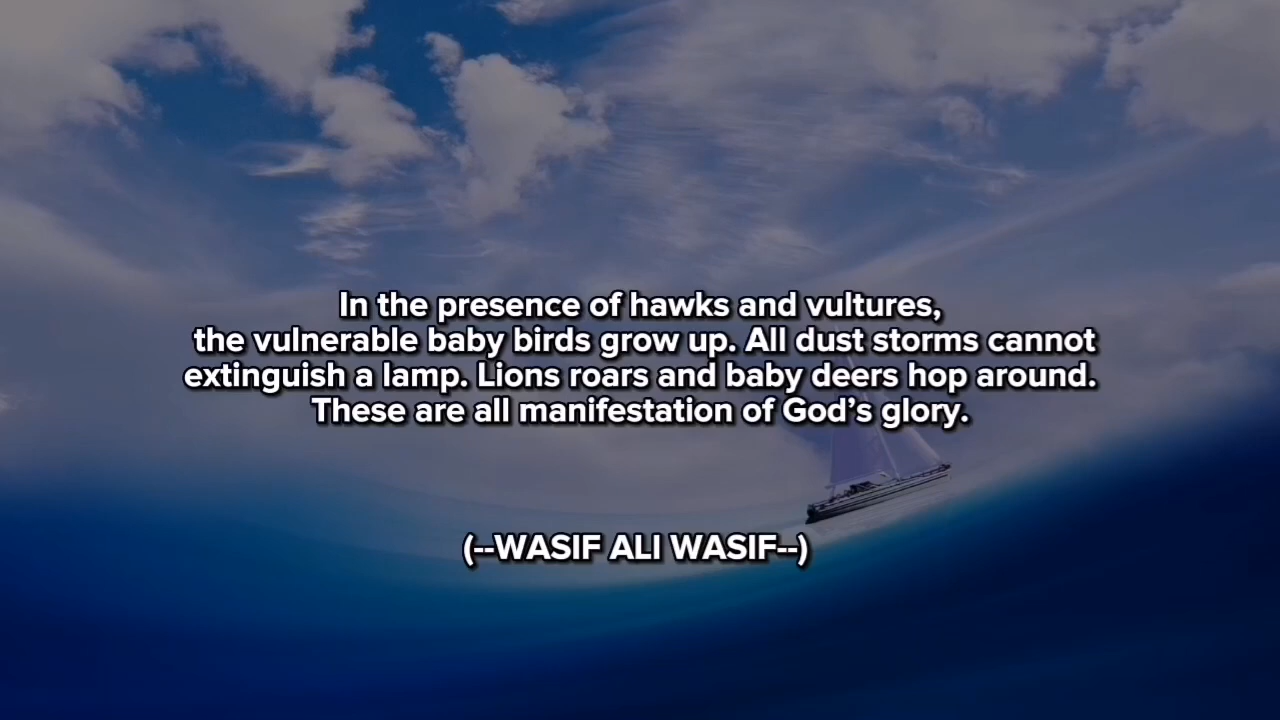 In the presence of hawks and vultures,
the vulnerable baby birds grow up. All dust storms cannot
extinguish a lamp. Lions roars and baby deers hop around.
These are all manifestation of God’s glory.
(--WASIF ALI WASIF--)